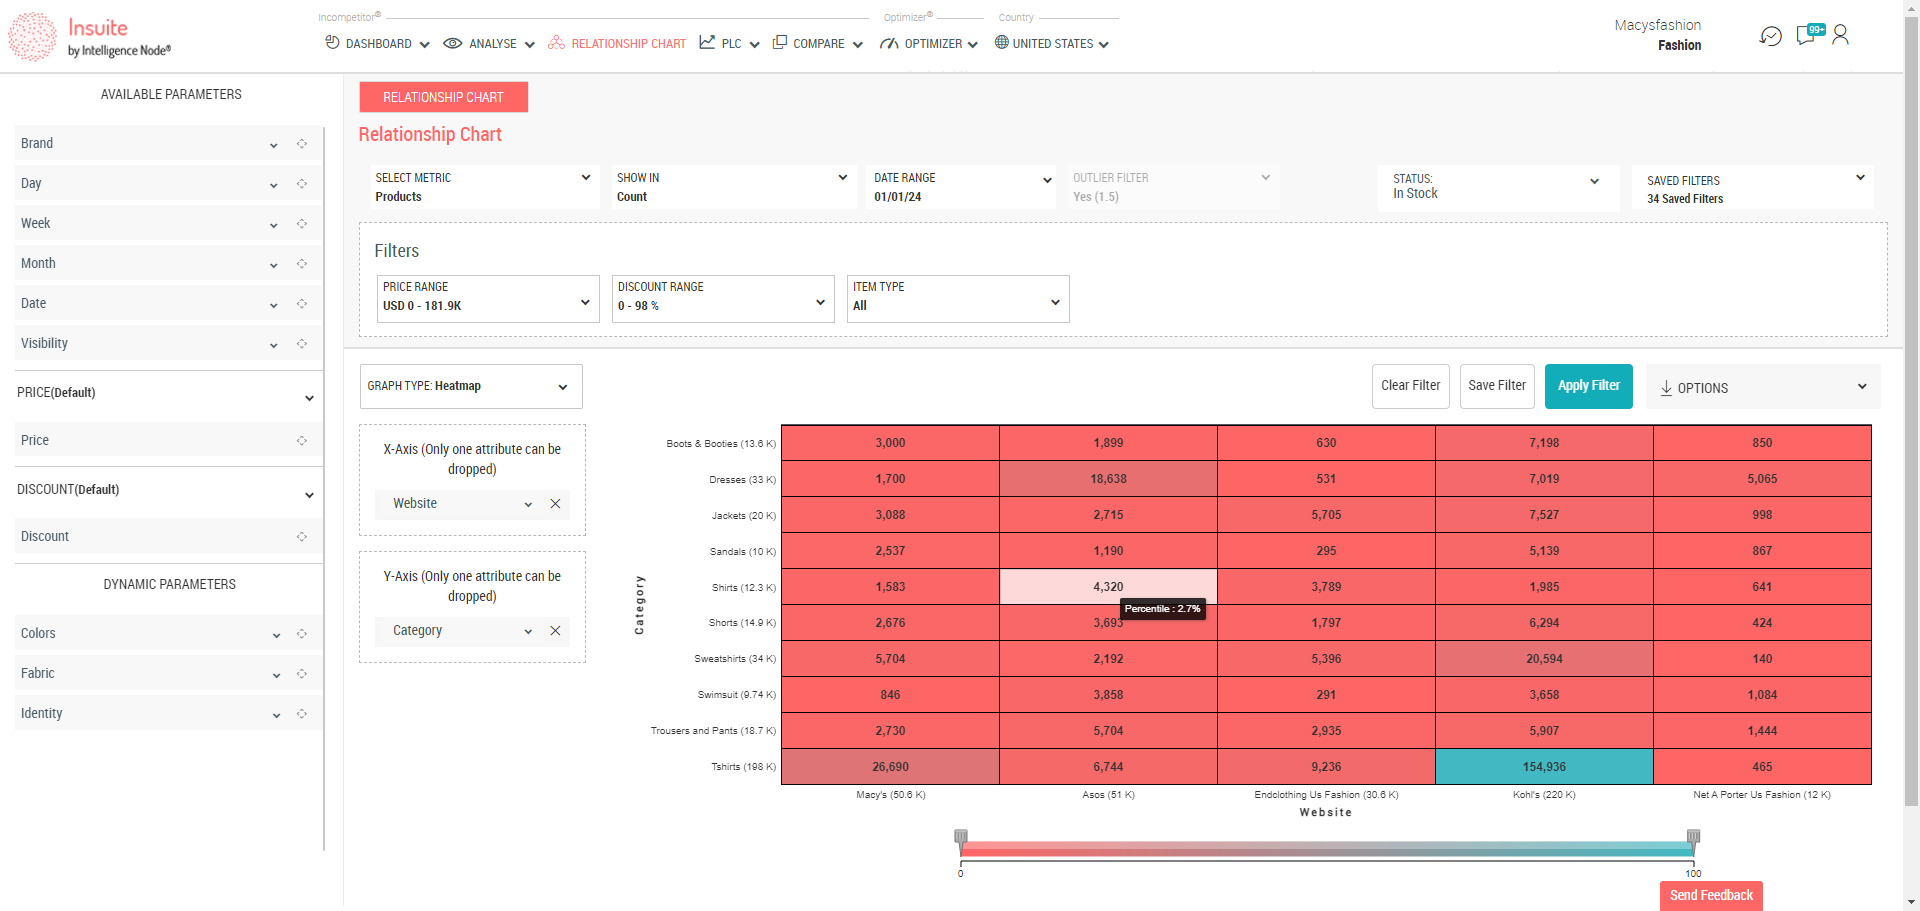 Insuite
by Intelligence Node®
Incompetitor®
Optimizer®
Country
DASHBOARD
ANALYSE
RELATIONSHIP CHART
PLC
COMPARE
OPTIMIZER
UNITED STATES
Macysfashion
Fashion
99+
AVAILABLE PARAMETERS
Brand
Day
Week
Month
Date
Visibility
PRICE(Default)
Price
DISCOUNT(Default)
Discount
DYNAMIC PARAMETERS
Colors
Fabric
Identity
RELATIONSHIP CHART
Relationship Chart
SELECT METRIC
Products
SHOW IN
Count
DATE RANGE
01/01/24
OUTLIER FILTER
Yes (1.5)
STATUS:
In Stock
SAVED FILTERS
34 Saved Filters
Filters
PRICE RANGE
USD 0 - 181.9K
DISCOUNT RANGE
0 - 98 %
ITEM TYPE
All
GRAPH TYPE: Heatmap
Clear Filter
Save Filter
Apply Filter
OPTIONS
X-Axis (Only one attribute can be
dropped)
Website
Y-Axis (Only one attribute can be
dropped)
Category
Category
Boots & Booties (13.6 K) 3,000 1,899 630 7,198 850
Dresses (33 K) 1,700 18,638 531 7,019 5,065
Jackets (20 K) 3,088 2,715 5,705 7,527 998
Sandals (10 K) 2,537 1,190 295 5,139 867
Shirts (12.3 K) 1,583 4,320 3,789 1,985 641
Percentile : 2.7%
Shorts (14.9 K) 2,676 3,693 1,797 6,294 424
Sweatshirts (34 K) 5,704 2,192 5,396 20,594 140
Swimsuit (9.74 K) 846 3,858 291 3,658 1,084
Trousers and Pants (18.7 K) 2,730 5,704 2,935 5,907 1,444
Tshirts (198 K) 26,690 6,744 9,236 154,936 465
Macy's (50.6 K) Asos (51 K) Endclothing Us Fashion (30.6 K) Kohl's (220 K) Net A Porter Us Fashion (12 K)
Website
0 100
Send Feedback